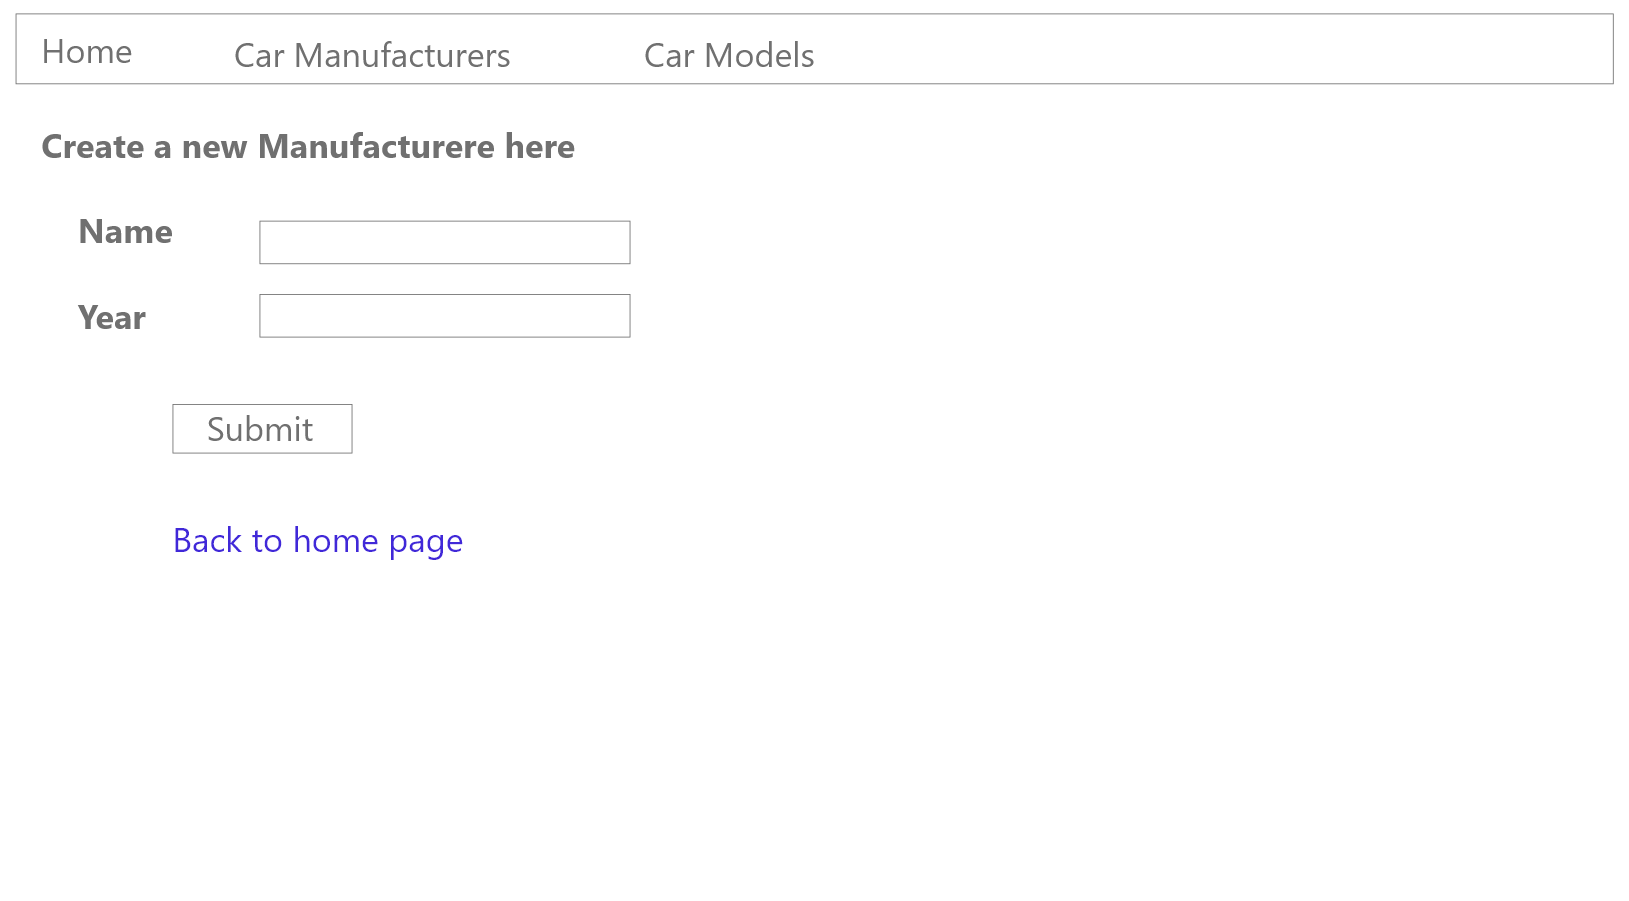 Home Car Manufacturers Car Models
Create a new Manufacturere here
Name
Year
Submit
Back to home page